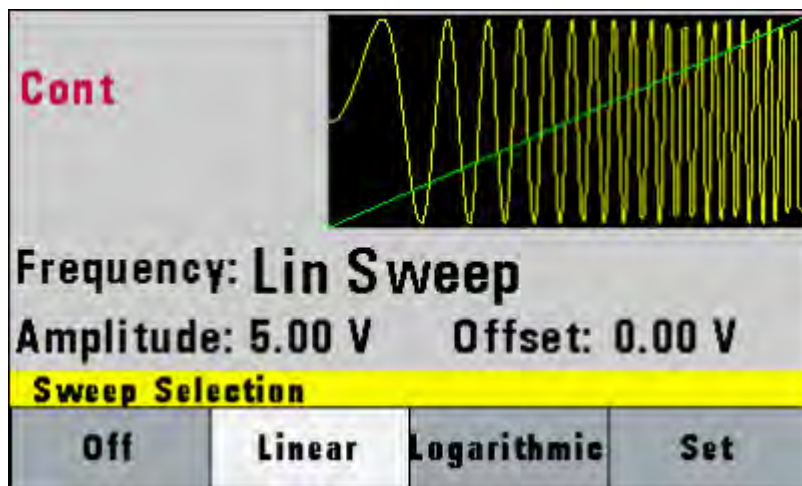 Cont
Frequency: Lin Sweep
Amplitude: 5.00 V Offset: 0.00 V
Sweep Selection
Off Linear Logarithmic Set